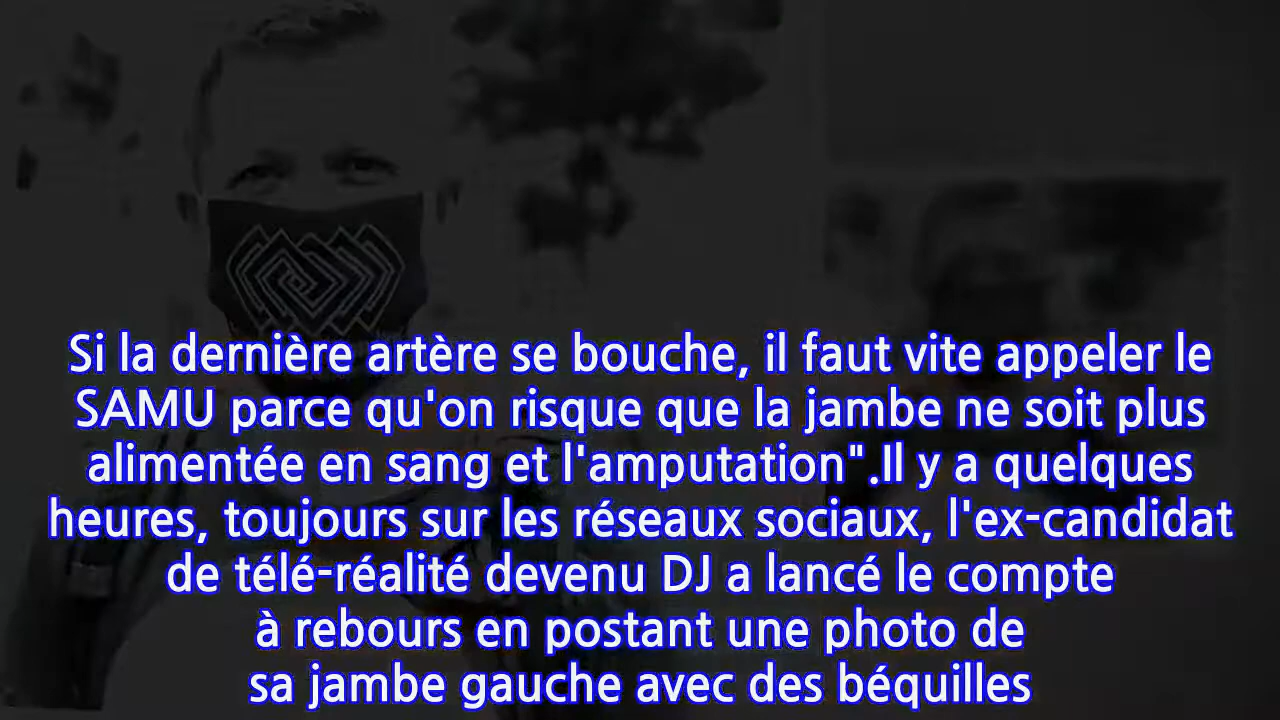 Si la dernière artère se bouche, il faut vite appeler le
SAMU parce qu'on risque que la jambe ne soit plus
alimentée en sang et l'amputation".Il y a quelques
heures, toujours sur les réseaux sociaux, l'ex-candidat
de télé-réalité devenu DJ a lancé le compte
à rebours en postant une photo de
sa jambe gauche avec des béquilles